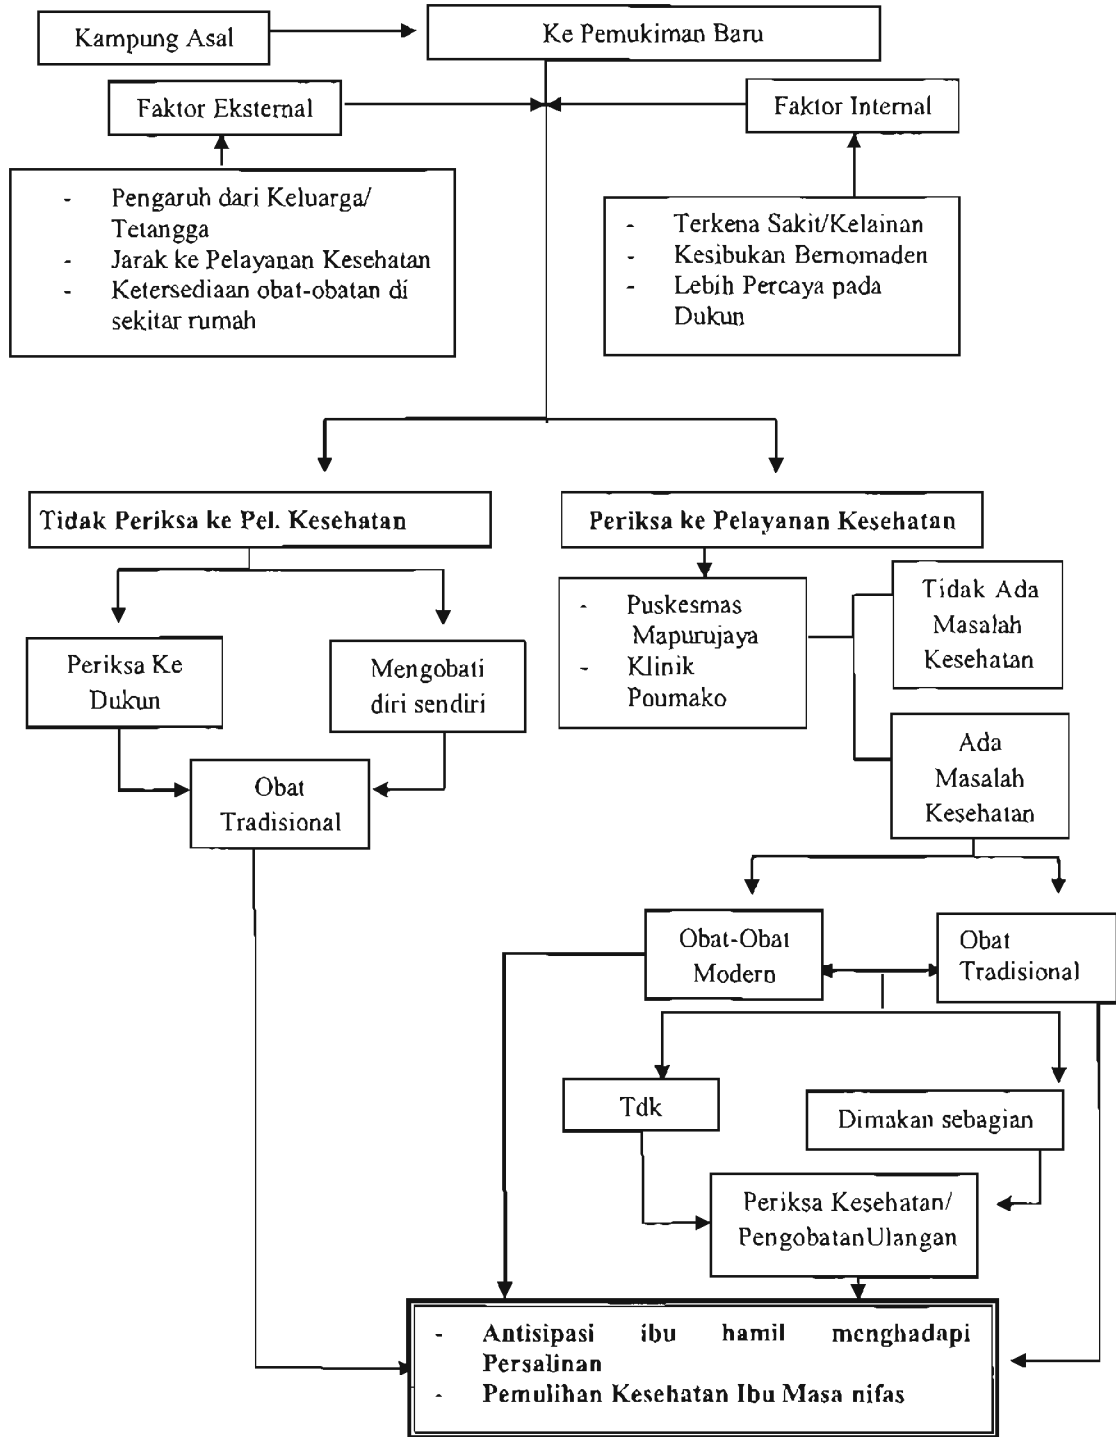 Kampung Asal
Ke Pemukiman Baru
Faktor Eksternal
Faktor Internal
- Pengaruh dari Keluarga/
Tetangga
- Jarak ke Pelayanan Kesehatan
- Ketersediaan obat-obatan di
sekitar rumah
- Terkena Sakit/Kelainan
- Kesibukan Bernomaden
- Lebih Percaya pada
Dukun
Tidak Periksa ke Pel. Kesehatan
Periksa ke Pelayanan Kesehatan
Periksa Ke
Dukun
Mengobati
diri sendiri
- Puskesmas
Mapurujaya
- Klinik
Poumako
Tidak Ada
Masalah
Kesehatan
Ada
Masalah
Kesehatan
Obat
Tradisional
Obat-Obat
Modern
Obat
Tradisional
Tdk
Dimakan sebagian
Periksa Kesehatan/
PengobatanUlangan
- Antisipasi ibu hamil menghadapi
Persalinan
- Pemulihan Kesehatan Ibu Masa nifas